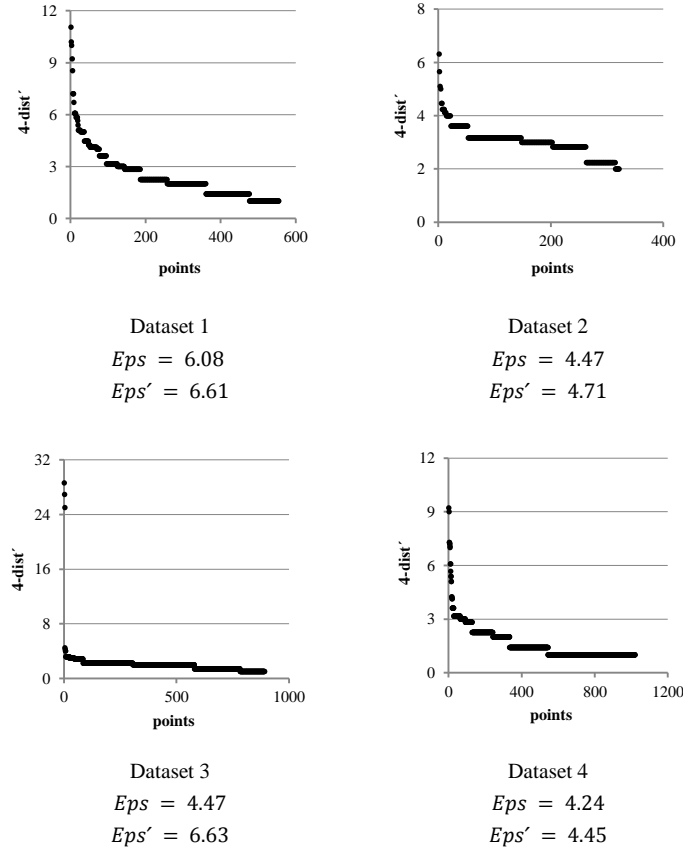 12
9
6
3
0
4-dist´
0 200 400 600
points
Dataset 1
Eps = 6.08
Eps′ = 6.61
8
6
4
2
0
4-dist´
0 200 400
points
Dataset 2
Eps = 4.47
Eps′ = 4.71
32
24
16
8
0
4-dist´
0 500 1000
points
Dataset 3
Eps = 4.47
Eps′ = 6.63
12
9
6
3
0
4-dist´
0 400 800 1200
points
Dataset 4
Eps = 4.24
Eps′ = 4.45